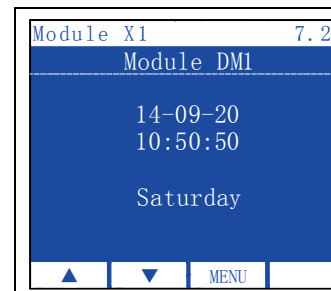 Module X1 7.2
Module DM1
14-09-20
10:50:50
Saturday
▲ ▼ MENU